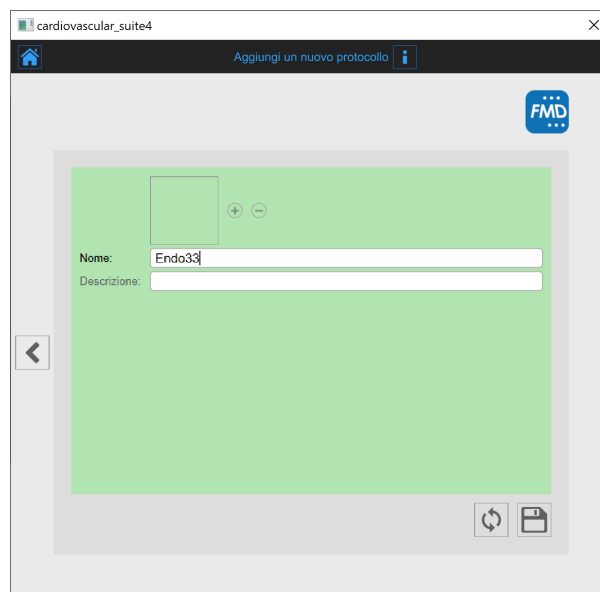 cardiovascular_suite4
Aggiungi un nuovo protocollo
FMD
Nome: Endo33
Descrizione: